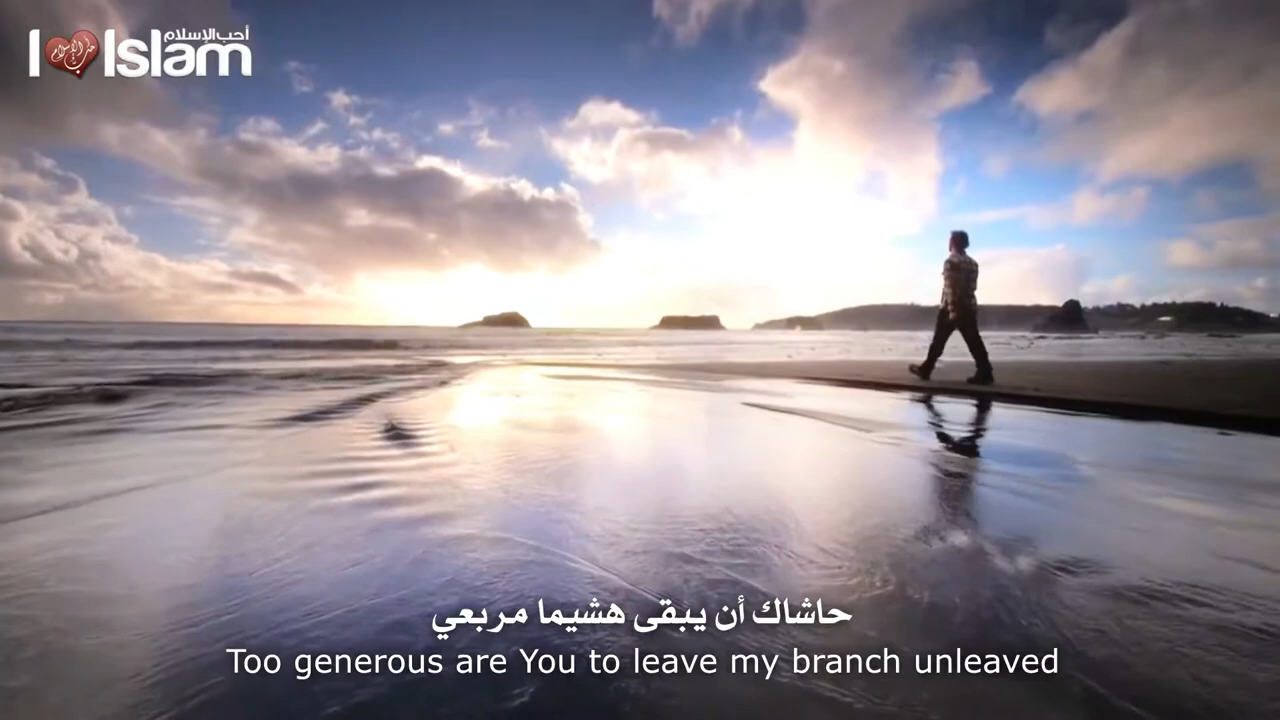 أحب الإسلام
I Islam
حاشاك أن يبقى هشيما مربعي
Too generous are You to leave my branch unleaved